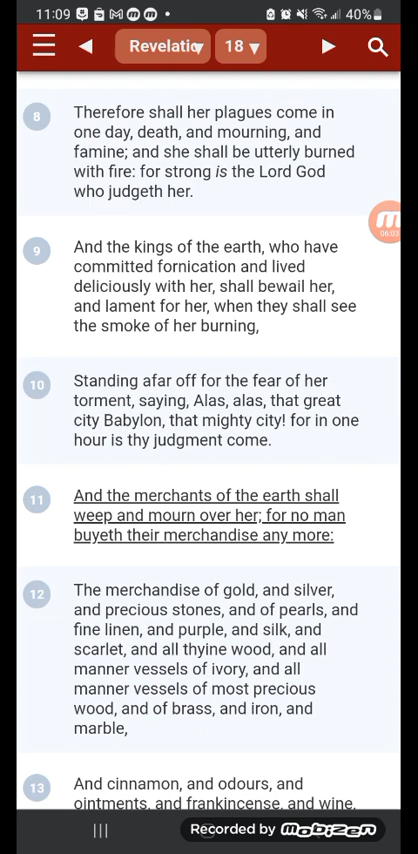 11:09 40%
Revelatio 18
06:03
8 Therefore shall her plagues come in
one day, death, and mourning, and
famine; and she shall be utterly burned
with fire: for strong is the Lord God
who judgeth her.
9 And the kings of the earth, who have
committed fornication and lived
deliciously with her, shall bewail her,
and lament for her, when they shall see
the smoke of her burning,
10 Standing afar off for the fear of her
torment, saying, Alas, alas, that great
city Babylon, that mighty city! for in one
hour is thy judgment come.
11 And the merchants of the earth shall
weep and mourn over her; for no man
buyeth their merchandise any more:
12 The merchandise of gold, and silver,
and precious stones, and of pearls, and
fine linen, and purple, and silk, and
scarlet, and all thyine wood, and all
manner vessels of ivory, and all
manner vessels of most precious
wood, and of brass, and iron, and
marble,
13 And cinnamon, and odours, and
ointments, and frankincense, and wine,
Recorded by mobizen